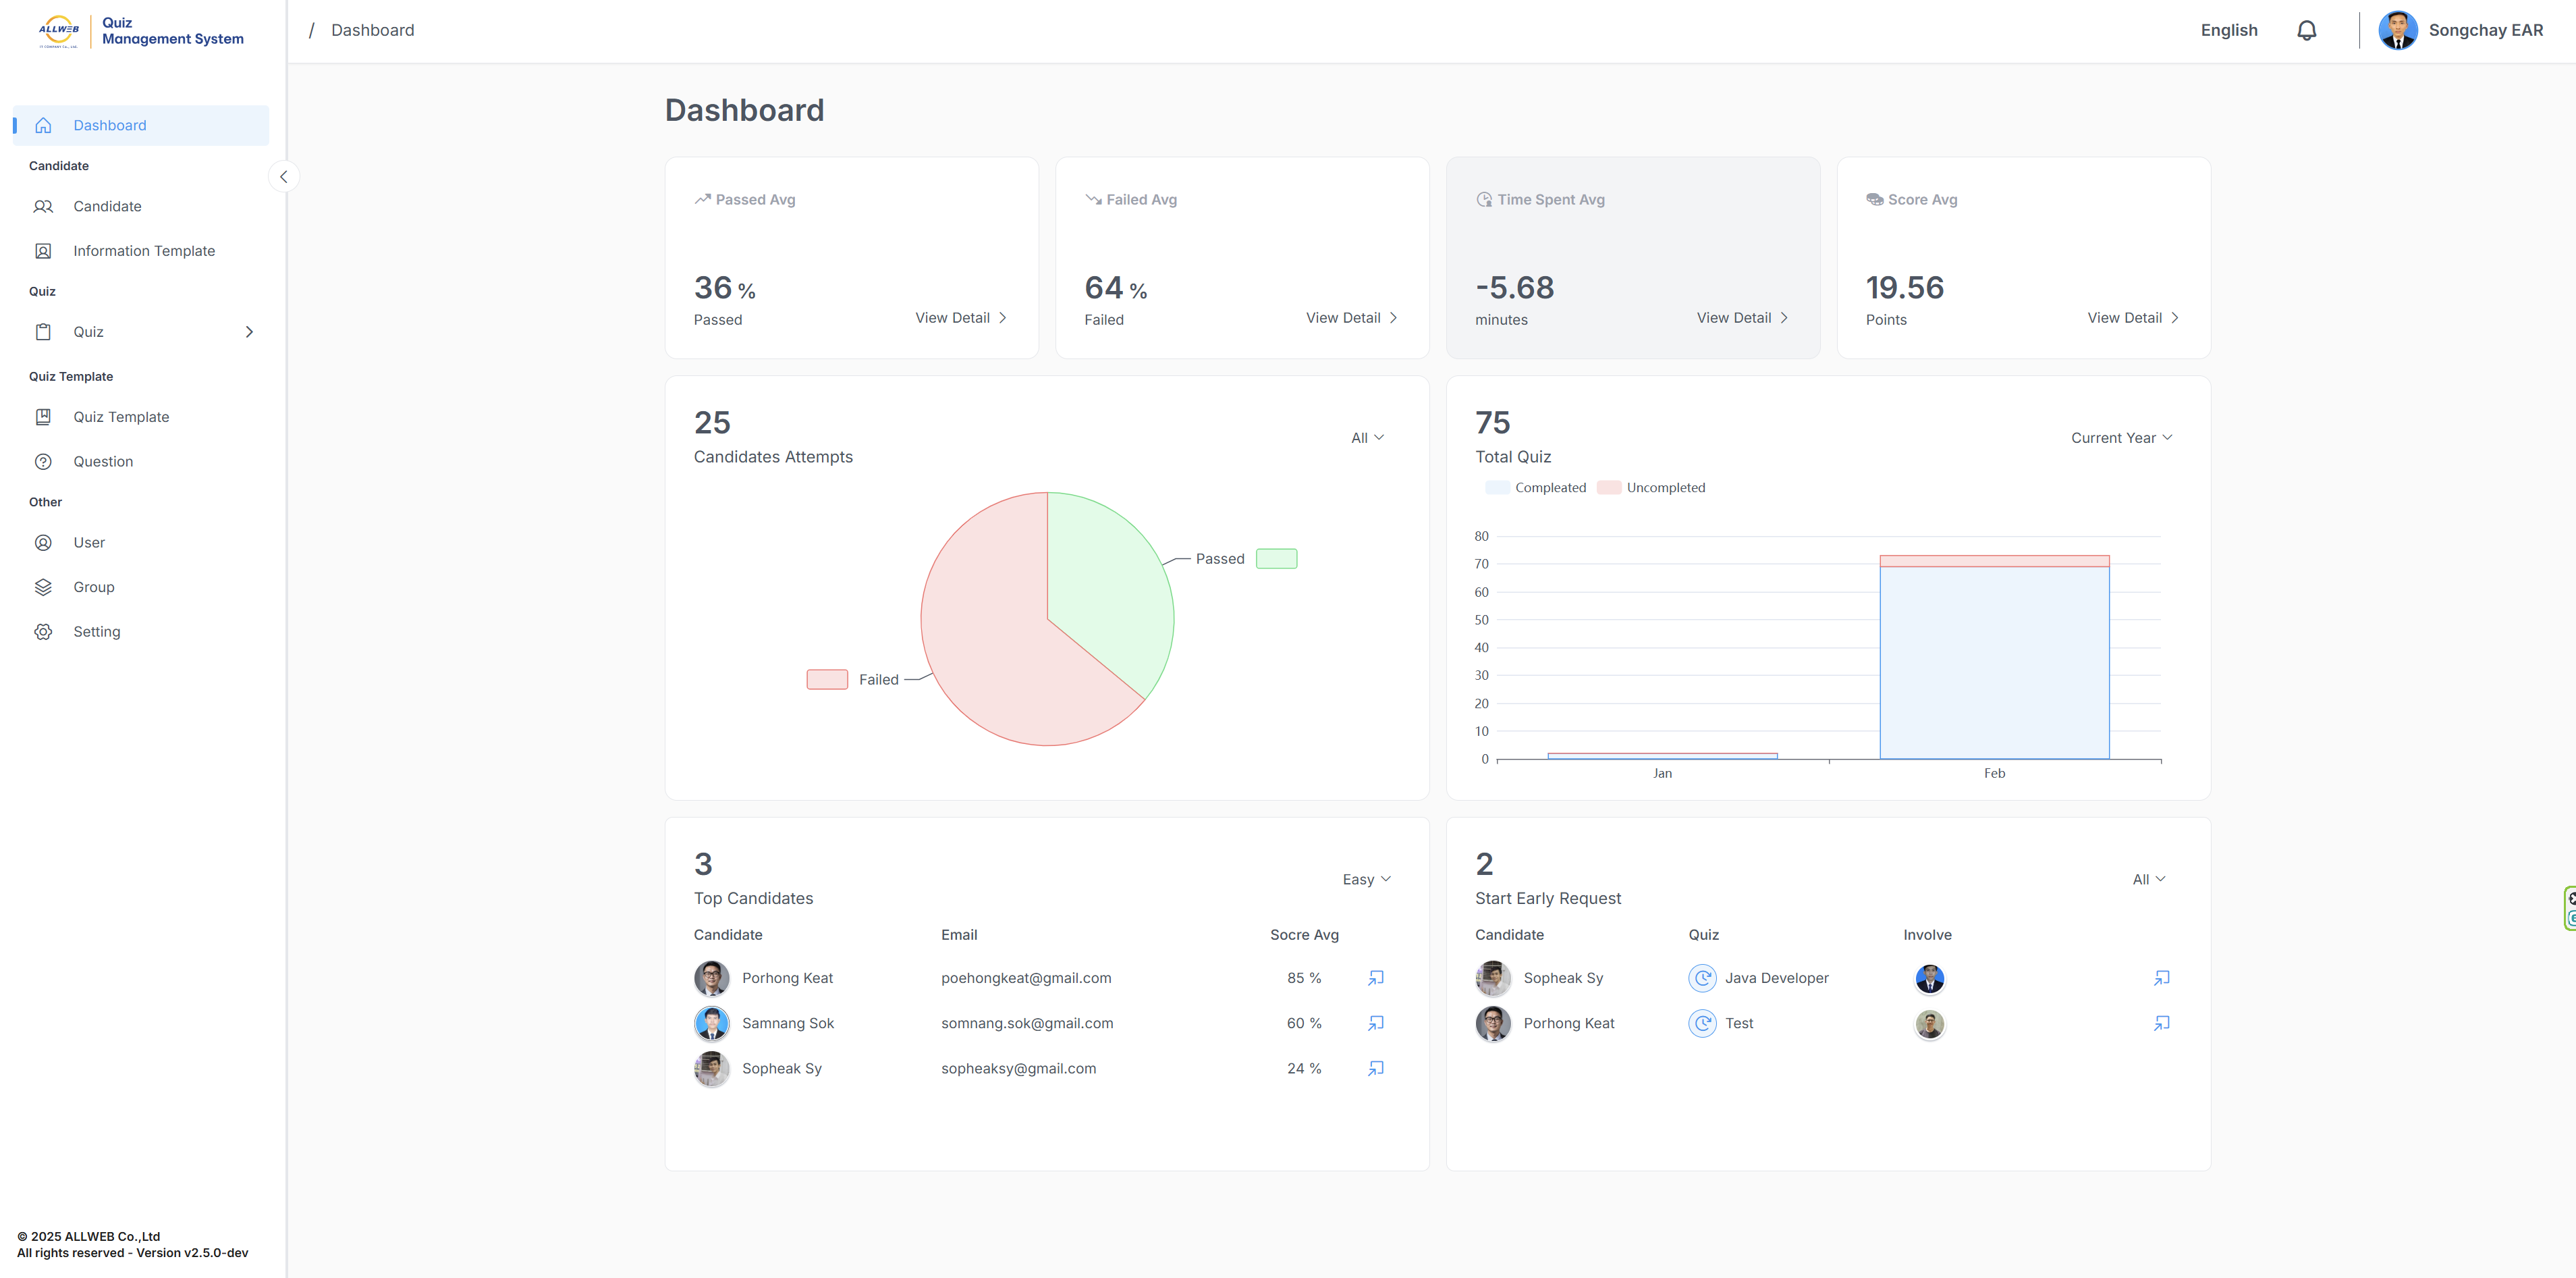 ALLWEB
IT COMPANY Co., LTD.
Quiz
Management System
/ Dashboard
English
Songchay EAR
Dashboard
Candidate
Candidate
Information Template
Quiz
Quiz
Quiz Template
Quiz Template
Question
Other
User
Group
Setting
© 2025 ALLWEB Co.,Ltd
All rights reserved - Version v2.5.0-dev
Dashboard
Passed Avg
36 %
Passed
View Detail
Failed Avg
64 %
Failed
View Detail
Time Spent Avg
-5.68
minutes
View Detail
Score Avg
19.56
Points
View Detail
25
Candidates Attempts
All
Passed
Failed
75
Total Quiz
Current Year
Compleated Uncompleted
80
70
60
50
40
30
20
10
0
Jan Feb
3
Top Candidates
Easy
Candidate Email Socre Avg
Porhong Keat poehongkeat@gmail.com 85 %
Samnang Sok somnang.sok@gmail.com 60 %
Sopheak Sy sopheaksy@gmail.com 24 %
2
Start Early Request
All
Candidate Quiz Involve
Sopheak Sy Java Developer
Porhong Keat Test